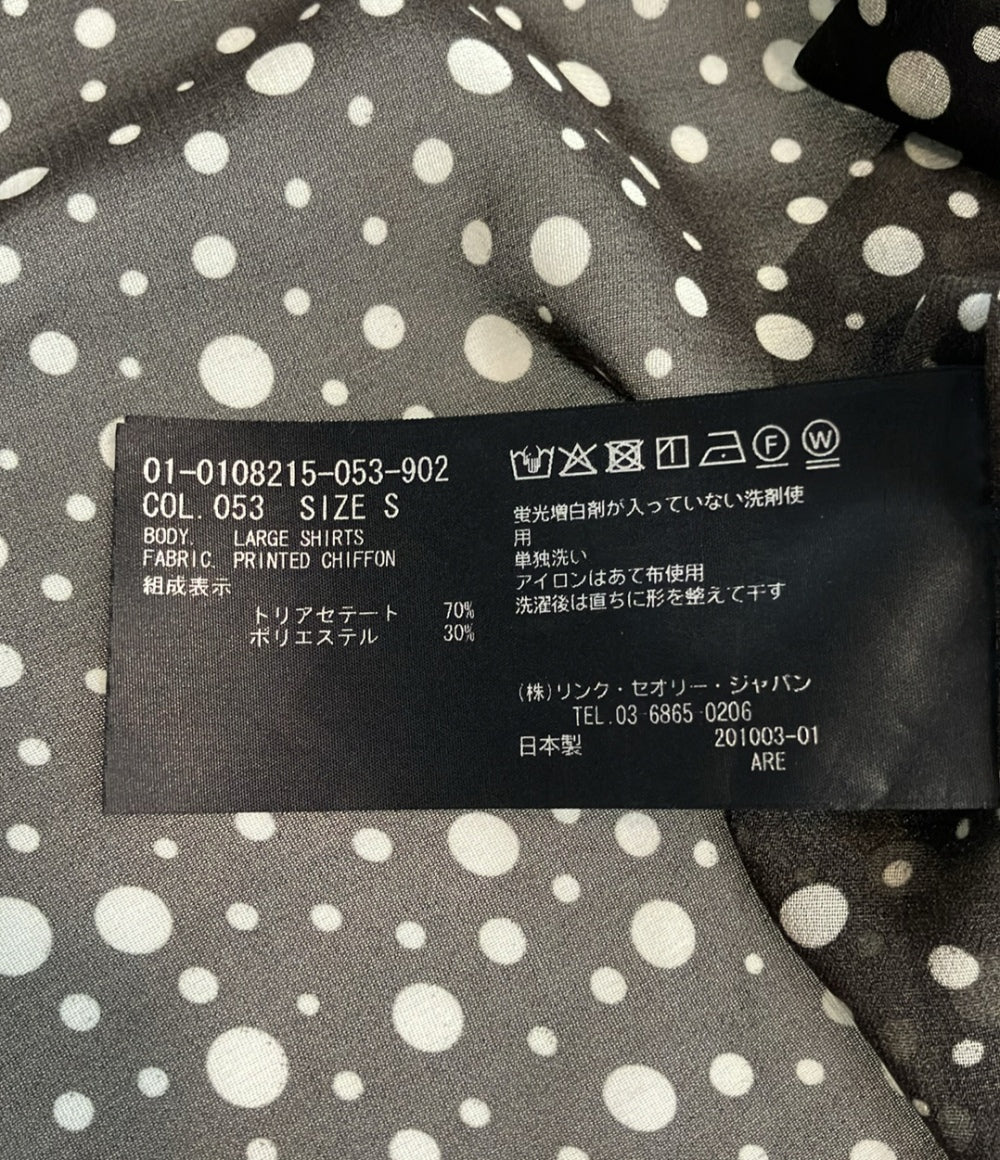 01-0108215-053-902
COL. 053 SIZE S
BODY. LARGE SHIRTS
FABRIC. PRINTED CHIFFON
組成表示
トリアセテート 70%
ポリエステル 30%
F W
蛍光増白剤が入っていない洗剤使
用
単独洗い
アイロンはあて布使用
洗濯後は直ちに形を整えて干す
(株)リンク・セオリー・ジャパン
TEL.03-6865-0206
日本製 201003-01
ARE